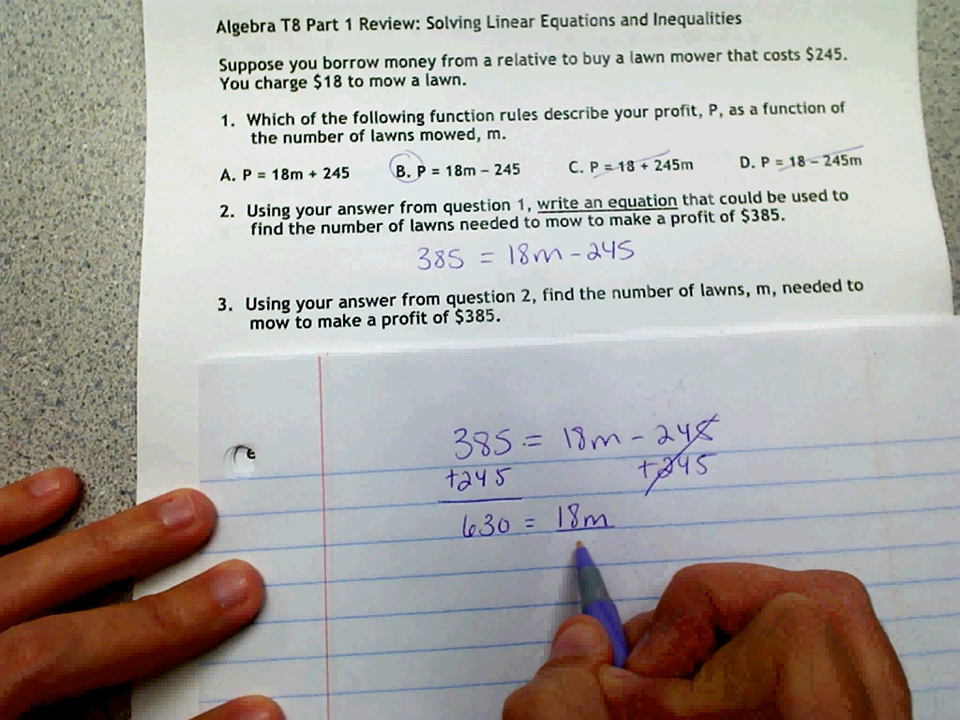 Algebra T8 Part 1 Review: Solving Linear Equations and Inequalities
Suppose you borrow money from a relative to buy a lawn mower that costs $245.
You charge $18 to mow a lawn.
1. Which of the following function rules describe your profit, P, as a function of
the number of lawns mowed, m.
A. P = 18m + 245 B. P = 18m – 245 C. P = 18 + 245m D. P = 18 – 245m
2. Using your answer from question 1, write an equation that could be used to
find the number of lawns needed to mow to make a profit of $385.
385 = 18m - 245
3. Using your answer from question 2, find the number of lawns, m, needed to
mow to make a profit of $385.
385 = 18m - 245
+245 +245
630 = 18m